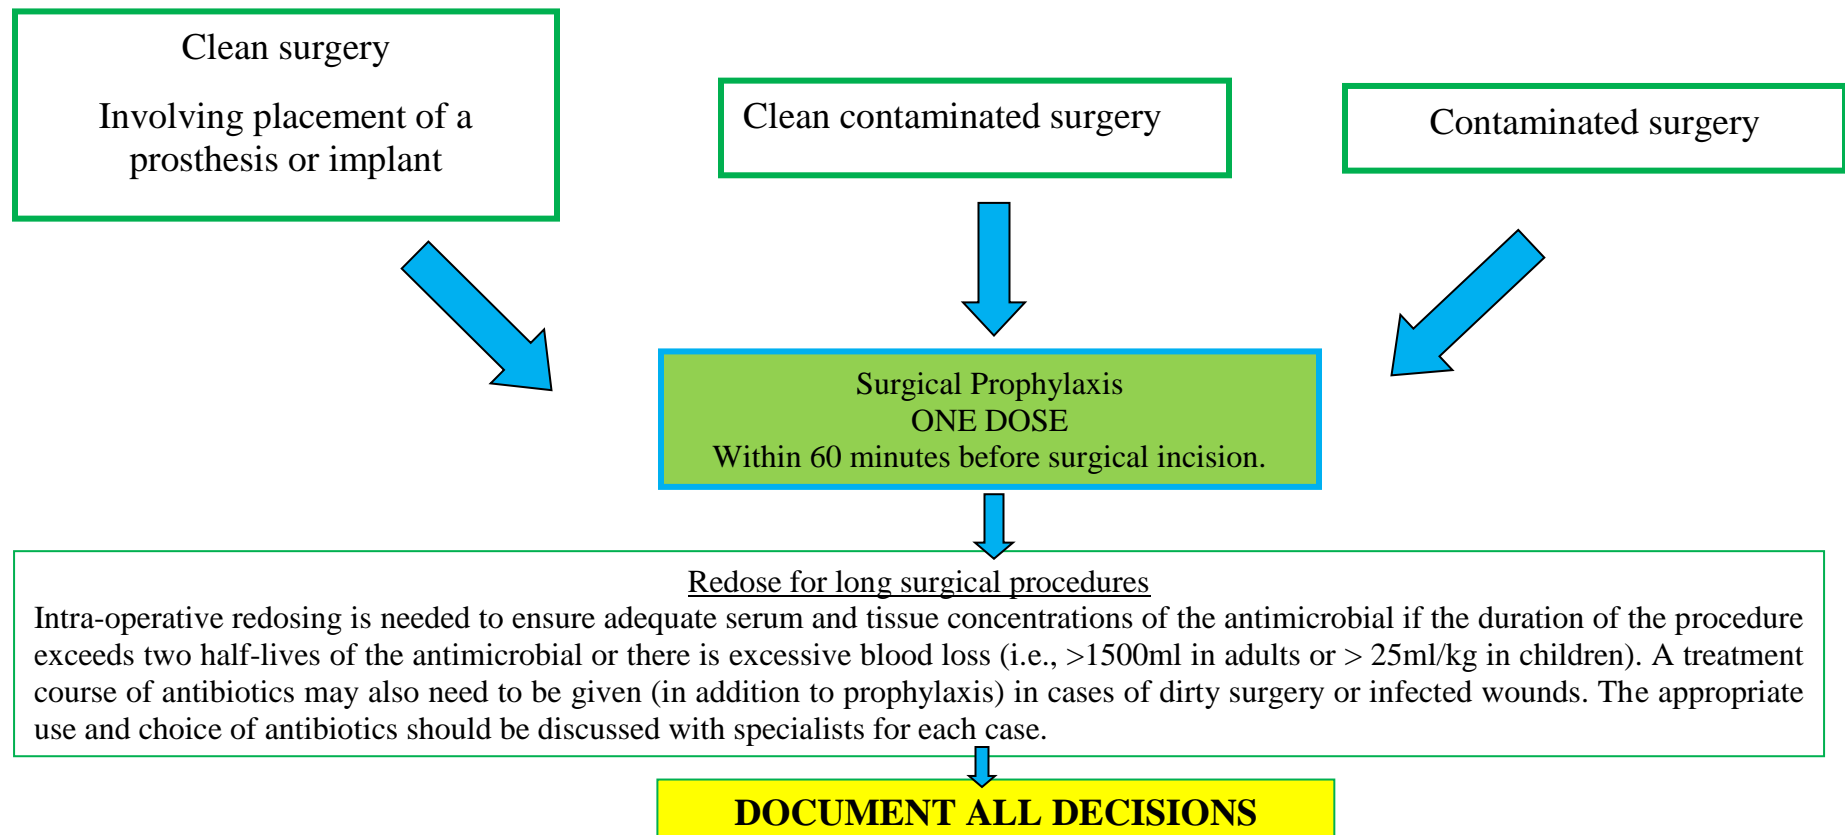 Clean surgery
Involving placement of a
prosthesis or implant
Clean contaminated surgery
Contaminated surgery
Surgical Prophylaxis
ONE DOSE
Within 60 minutes before surgical incision.
Redose for long surgical procedures
Intra-operative redosing is needed to ensure adequate serum and tissue concentrations of the antimicrobial if the duration of the procedure
exceeds two half-lives of the antimicrobial or there is excessive blood loss (i.e., >1500ml in adults or > 25ml/kg in children). A treatment
course of antibiotics may also need to be given (in addition to prophylaxis) in cases of dirty surgery or infected wounds. The appropriate
use and choice of antibiotics should be discussed with specialists for each case.
DOCUMENT ALL DECISIONS